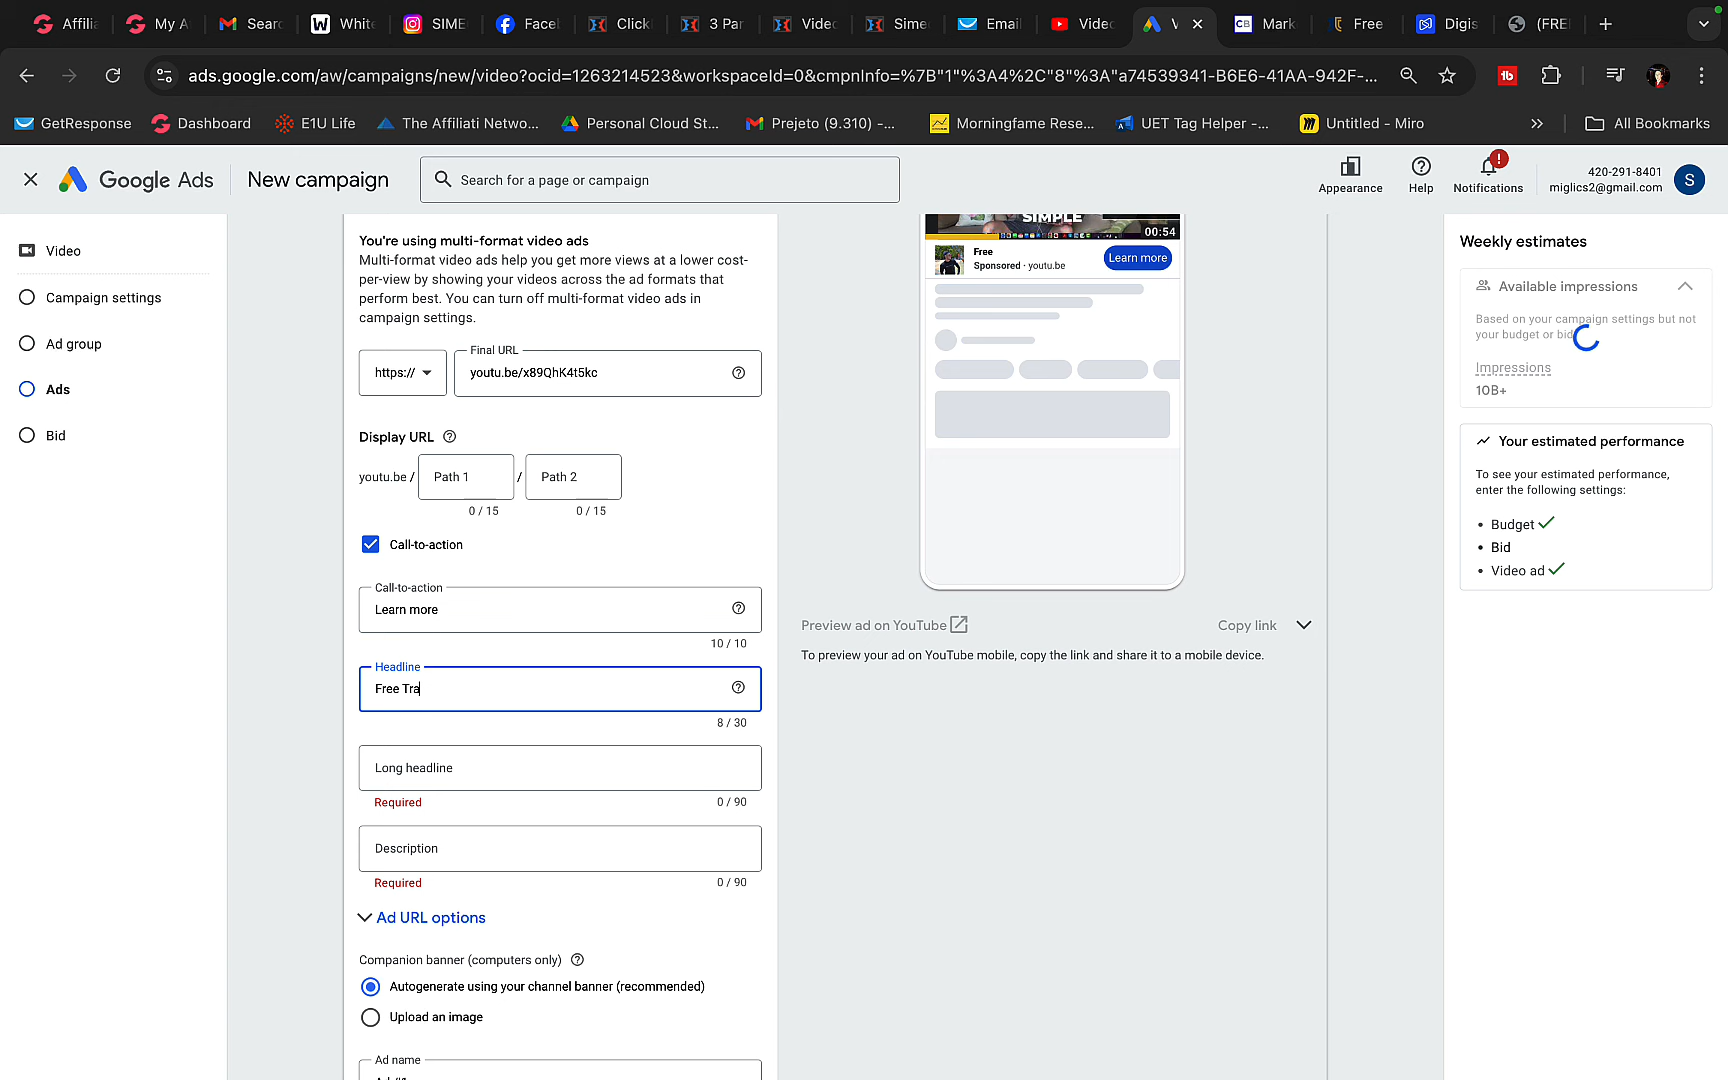 Affilia
My A
Searc
White
SIME
Facel
Click
3 Par
Video
Sime
Email
Videc
V
Mark
Free
Digis
(FREI
ads.google.com/aw/campaigns/new/video?ocid=1263214523&workspaceId=0&cmpnInfo=%7B"1"%3A4%2C"8"%3A"a74539341-B6E6-41AA-942F-...
GetResponse
Dashboard
E1U Life
The Affiliati Netwo...
Personal Cloud St...
Prejeto (9.310) -...
Morningfame Rese...
UET Tag Helper -...
Untitled - Miro
All Bookmarks
Google Ads
New campaign
Search for a page or campaign
Appearance
Help
Notifications
420-291-8401
miglics2@gmail.com
S
Video
Campaign settings
Ad group
Ads
Bid
You're using multi-format video ads
Multi-format video ads help you get more views at a lower cost-
per-view by showing your videos across the ad formats that
perform best. You can turn off multi-format video ads in
campaign settings.
https://
Final URL
youtu.be/x89QhK4t5kc
Display URL
youtu.be /
Path 1
/
Path 2
0 / 15
0 / 15
Call-to-action
Call-to-action
Learn more
10 / 10
Headline
Free Tra
8 / 30
Long headline
Required
0 / 90
Description
Required
0 / 90
Ad URL options
Companion banner (computers only)
Autogenerate using your channel banner (recommended)
Upload an image
Ad name
SIMPLE
00:54
Free
Sponsored · youtu.be
Learn more
Preview ad on YouTube
Copy link
To preview your ad on YouTube mobile, copy the link and share it to a mobile device.
Weekly estimates
Available impressions
Based on your campaign settings but not
your budget or bid
Impressions
10B+
Your estimated performance
To see your estimated performance,
enter the following settings:
• Budget
• Bid
• Video ad